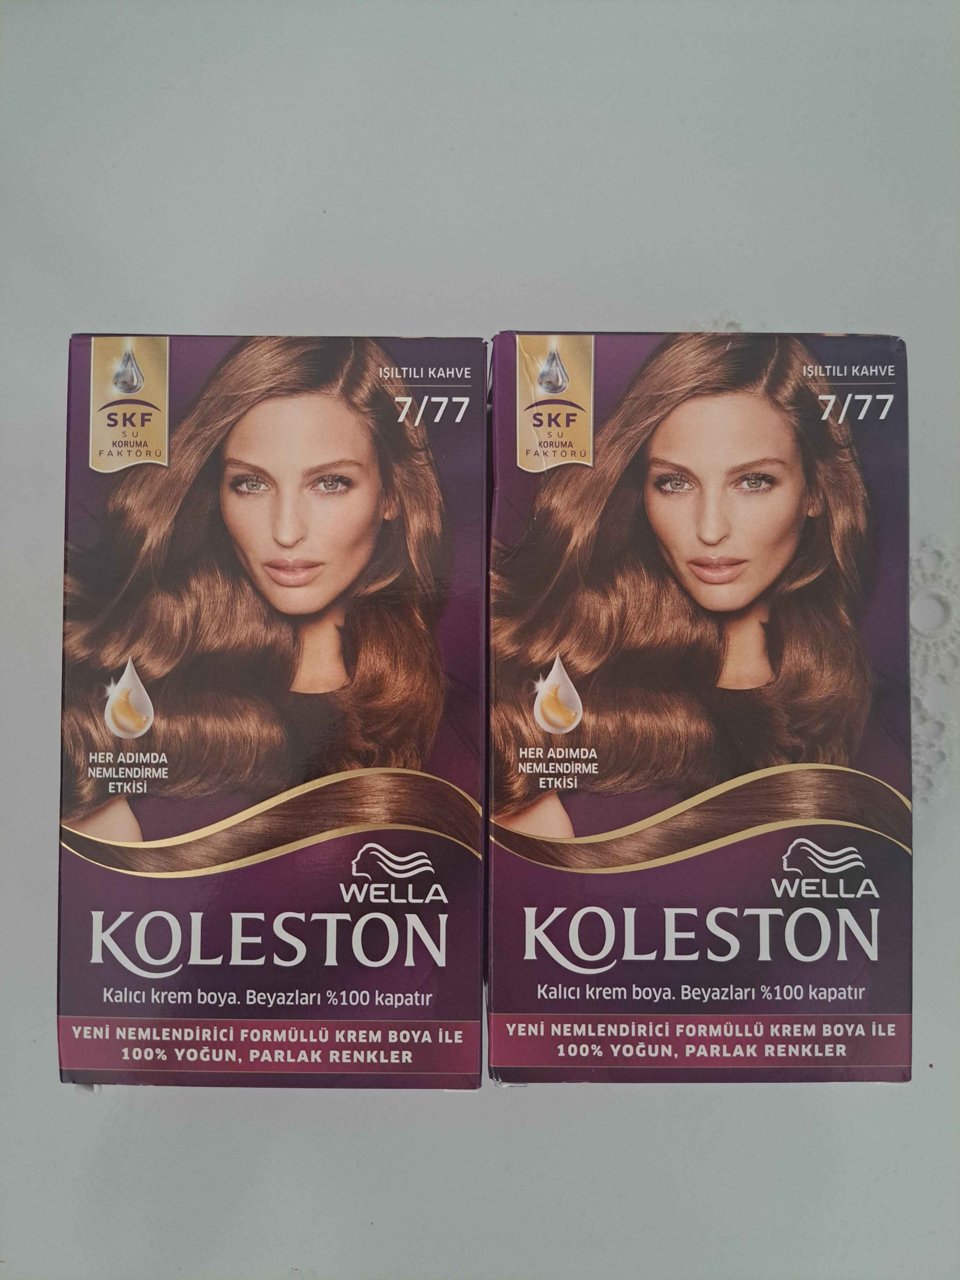 SKF
SU
KORUMA
FAKTÖRÜ
IŞILTILI KAHVE
7/77
HER ADIMDA
NEMLENDİRME
ETKİSİ
WELLA
KOLESTON
Kalıcı krem boya. Beyazları %100 kapatır
YENİ NEMLENDİRİCİ FORMÜLLÜ KREM BOYA İLE
100% YOĞUN, PARLAK RENKLER
SKF
SU
KORUMA
FAKTÖRÜ
IŞILTILI KAHVE
7/77
HER ADIMDA
NEMLENDİRME
ETKİSİ
WELLA
KOLESTON
Kalıcı krem boya. Beyazları %100 kapatır
YENİ NEMLENDİRİCİ FORMÜLLÜ KREM BOYA İLE
100% YOĞUN, PARLAK RENKLER